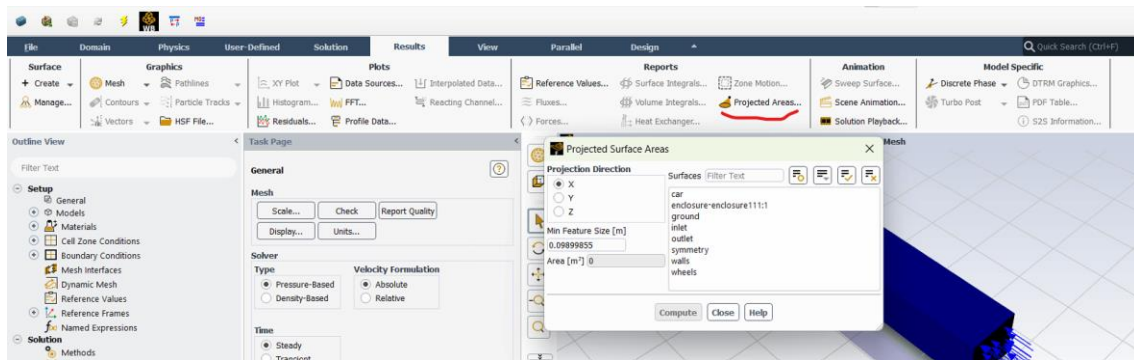 WB
File Domain Physics User-Defined Solution Results View Parallel Design Quick Search (Ctrl+F)
Surface Graphics Plots Reports Animation Model Specific
+ Create Mesh Pathlines XY Plot Data Sources... Interpolated Data... Reference Values... Surface Integrals... Zone Motion... Sweep Surface... Discrete Phase DTRM Graphics...
Manage... Contours Particle Tracks Histogram... FFT... Reacting Channel... Fluxes... Volume Integrals... Projected Areas... Scene Animation... Turbo Post PDF Table...
Vectors HSF File... Residuals... Profile Data... Forces... Heat Exchanger... Solution Playback... S2S Information...
Outline View < Task Page <
Filter Text
Setup
General
Models
Materials
Cell Zone Conditions
Boundary Conditions
Mesh Interfaces
Dynamic Mesh
Reference Values
Reference Frames
Named Expressions
Solution
Methods
General
Mesh
Scale... Check Report Quality
Display... Units...
Solver
Type Velocity Formulation
Pressure-Based Absolute
Density-Based Relative
Time
Steady
Transient
Mesh
Projected Surface Areas
Projection Direction
X
Y
Z
Min Feature Size [m]
0.09899855
Area [m²] 0
Surfaces Filter Text
car
enclosure-enclosure111:1
ground
inlet
outlet
symmetry
walls
wheels
Compute Close Help